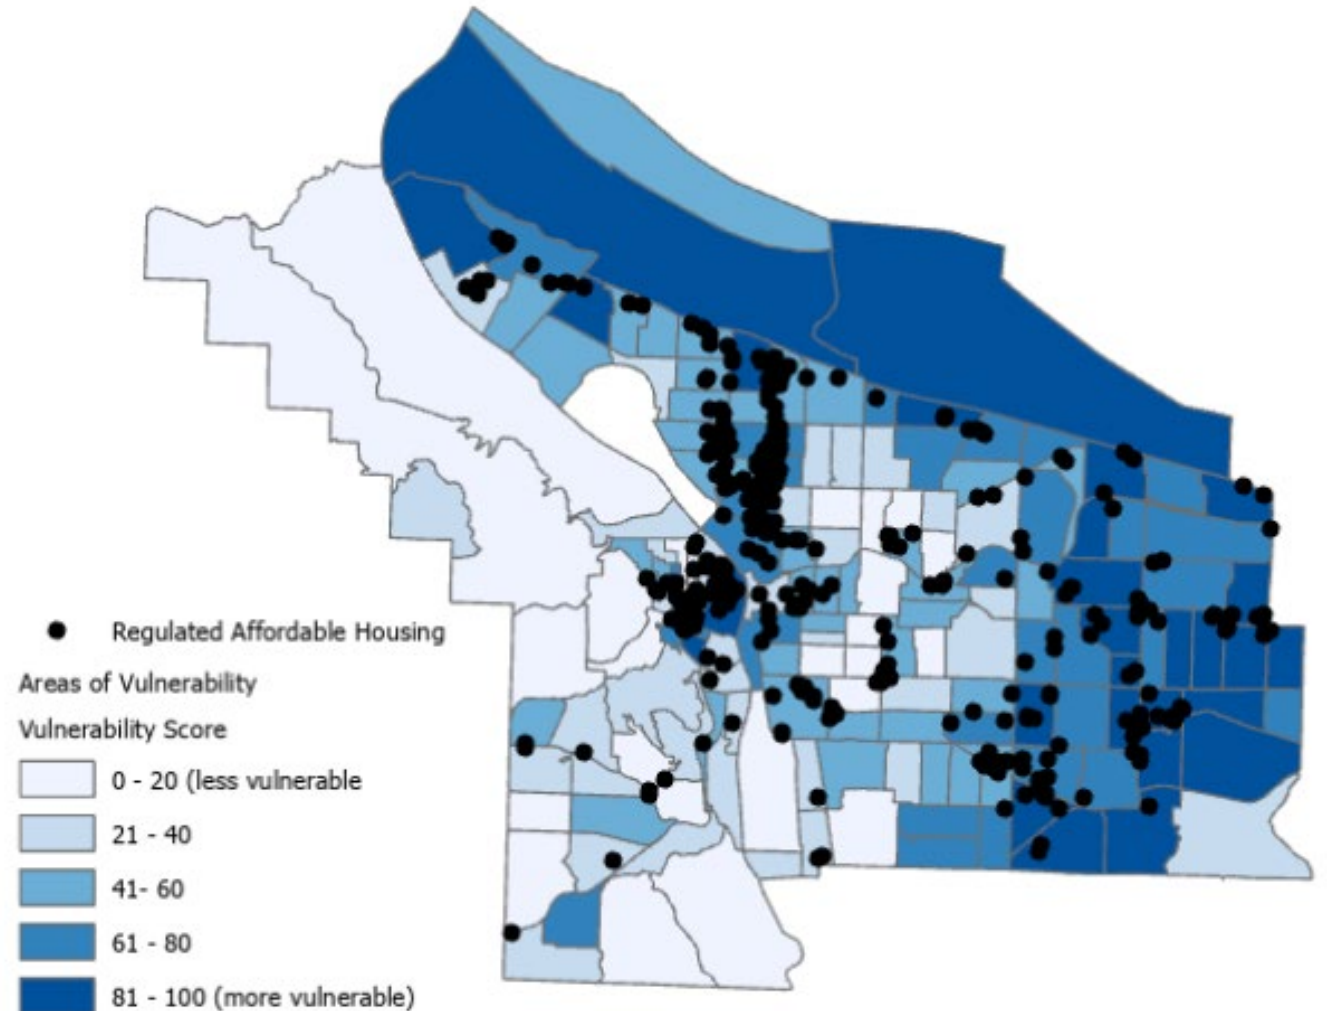 Regulated Affordable Housing
Areas of Vulnerability
Vulnerability Score
0 - 20 (less vulnerable
21 - 40
41- 60
61 - 80
81 - 100 (more vulnerable)